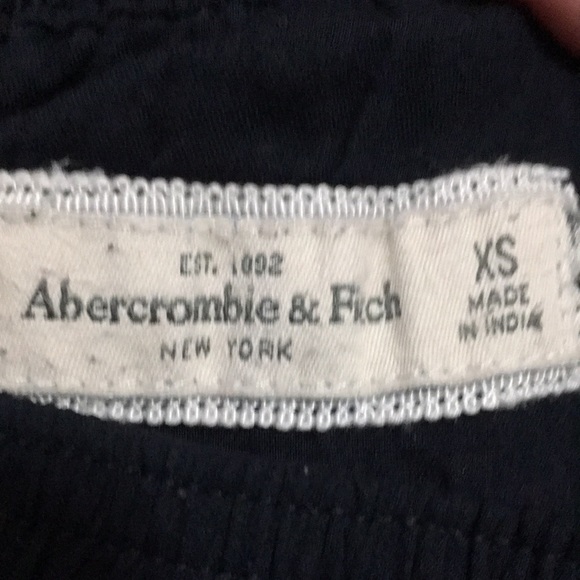 EST. 1892
Abercrombie & Fitch
NEW YORK
XS
MADE
IN INDIA